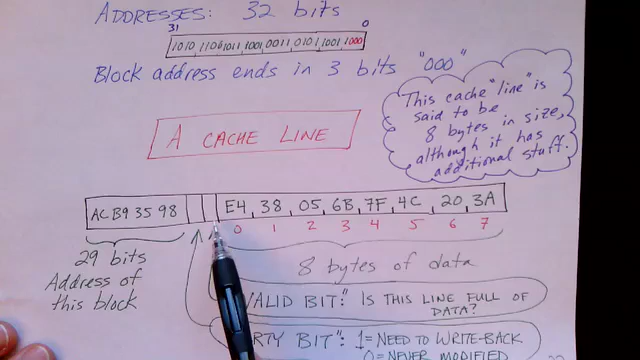 ADDRESSES: 32 bits
31 0
1010 1100 1011 1001 0011 0101 1001 1000
Block address ends in 3 bits "000"
This cache "line" is
said to be
8 bytes in size,
although it has
additional stuff.
A CACHE LINE
ACB9 35 98 E4 38 05 6B 7F 4C 20 3A
0 1 2 3 4 5 6 7
29 bits
Address of
this block
8 bytes of data
VALID BIT": IS THIS LINE FULL OF
DATA?
RTY BIT": 1=NEED TO WRITE-BACK
0=NEVER MODIFIED